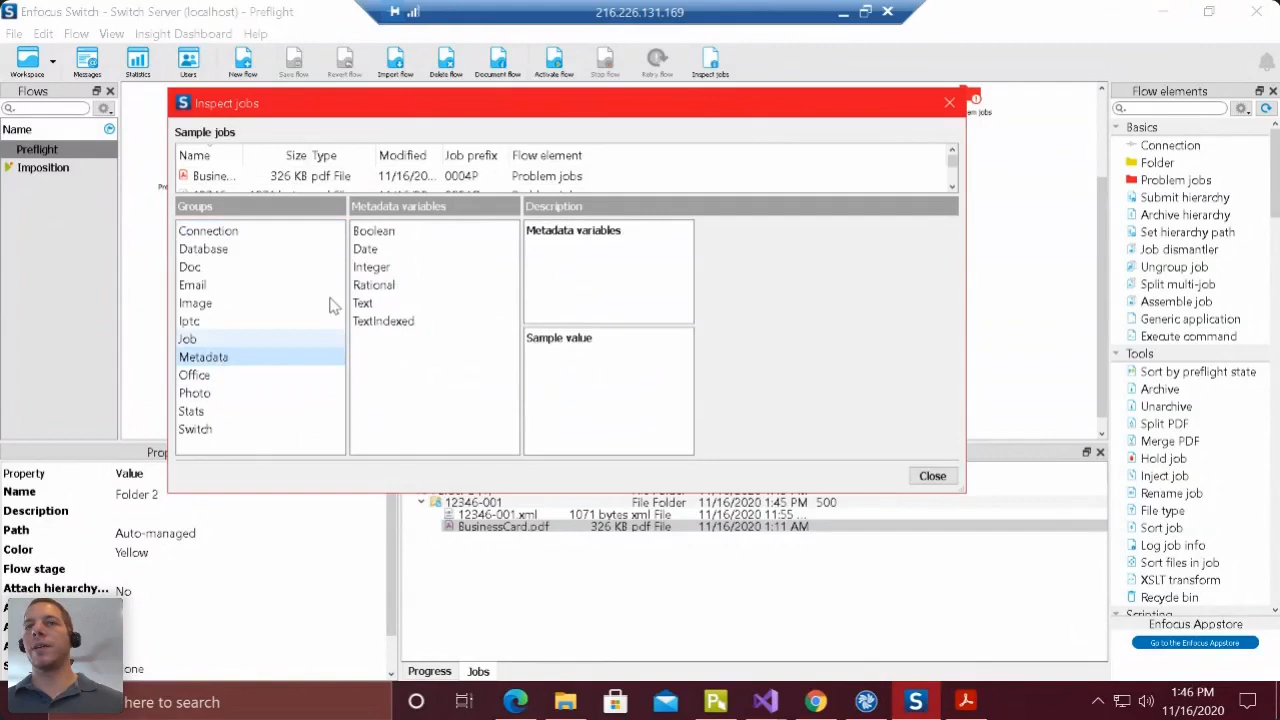 Enfocus Switch - Switch Server (localhost) - Preflight
216.226.131.169
File Edit Flow View Insight Dashboard Help
Workspace Messages Statistics Users New flow Save flow Revert flow Import flow Delete flow Document flow Activate flow Stop flow Retry flow Inspect jobs
Flows
Name
Preflight
Imposition
Inspect jobs
Sample jobs
Name Size Type Modified Job prefix Flow element
Busine... 326 KB pdf File 11/16/20... 0004P Problem jobs
Groups Metadata variables Description
Connection
Database
Doc
Email
Image
Iptc
Job
Metadata
Office
Photo
Stats
Switch
Boolean
Date
Integer
Rational
Text
TextIndexed
Metadata variables
Sample value
Close
Flow elements
Basics
Connection
Folder
Problem jobs
Submit hierarchy
Archive hierarchy
Set hierarchy path
Job dismantler
Ungroup job
Split multi-job
Assemble job
Generic application
Execute command
Tools
Sort by preflight state
Archive
Unarchive
Split PDF
Merge PDF
Hold job
Inject job
Rename job
File type
Sort job
Log job info
Sort files in job
XSLT transform
Recycle bin
Scripting
Enfocus Appstore
Go to the Enfocus Appstore
Property Value
Name Folder 2
Description
Path Auto-managed
Color Yellow
Flow stage
Attach hierarchy... No
12346-001 File Folder 11/16/2020 1:45 PM 500
12346-001.xml 1071 bytes xml File 11/16/2020 11:55 ...
BusinessCard.pdf 326 KB pdf File 11/16/2020 1:11 AM
Progress Jobs
here to search
1:46 PM
11/16/2020